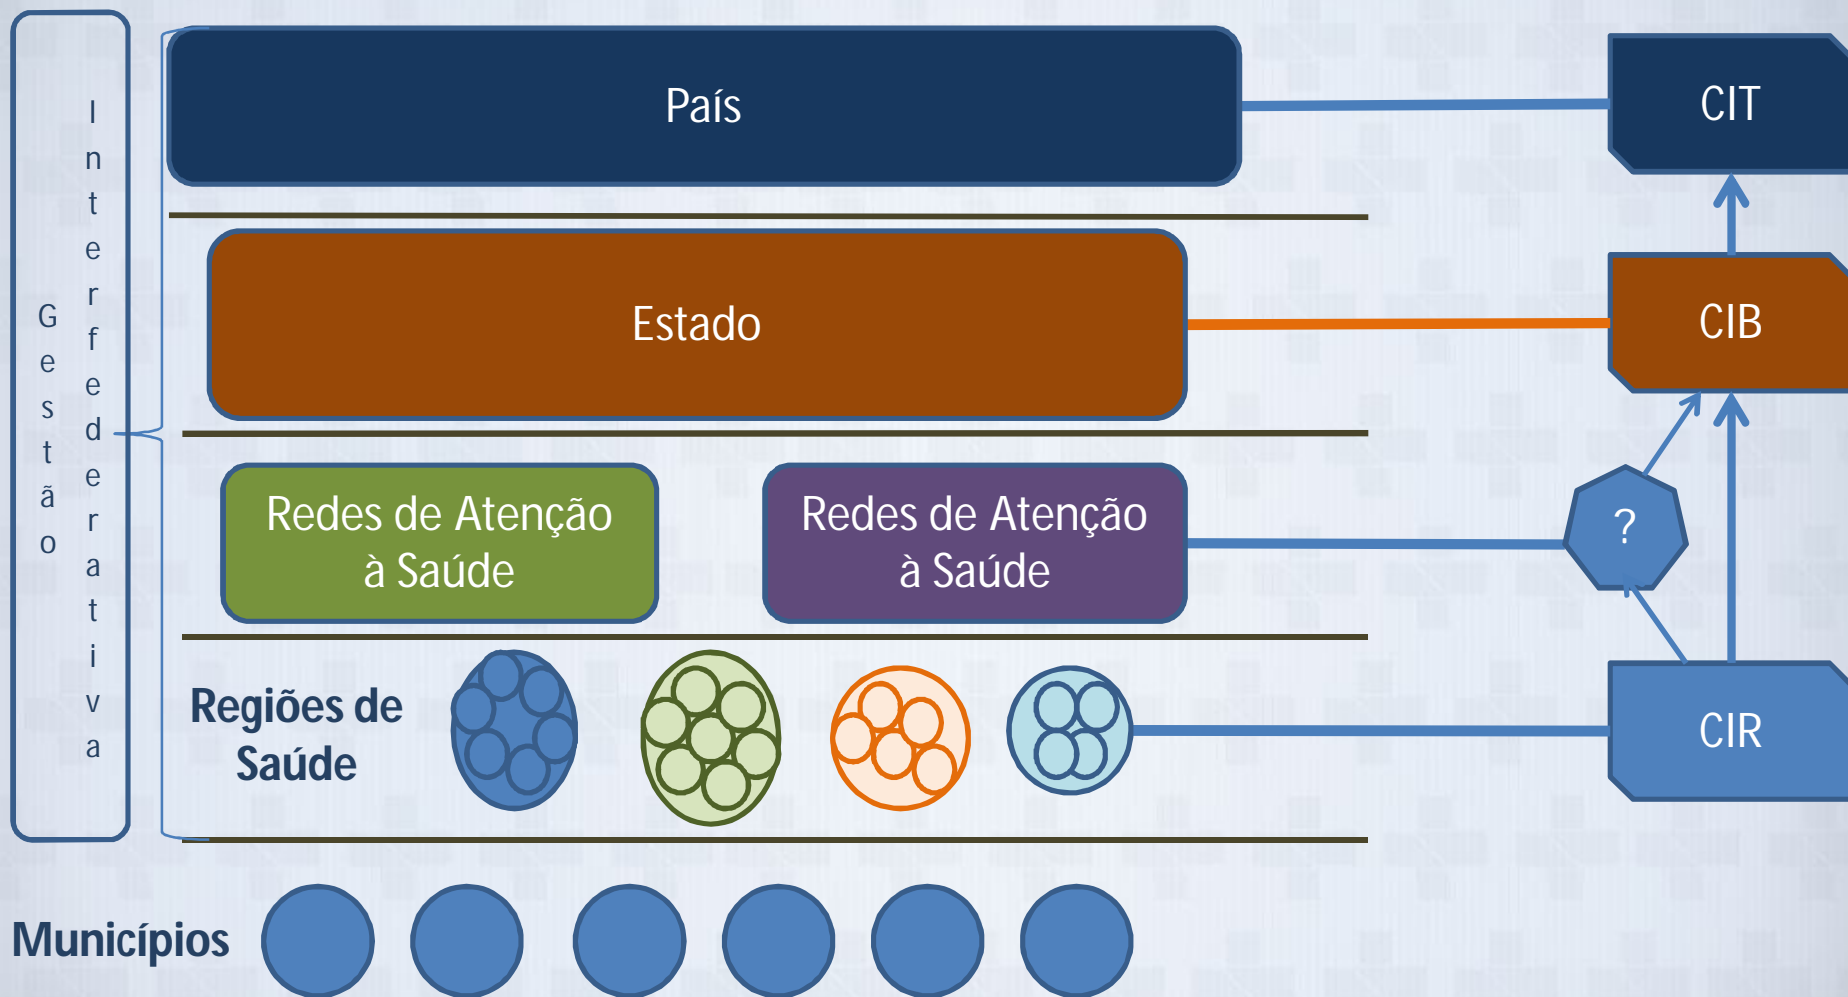 Gestão
Interfederativa
País
CIT
Estado
CIB
Redes de Atenção
à Saúde
Redes de Atenção
à Saúde
?
Regiões de
Saúde
CIR
Municípios